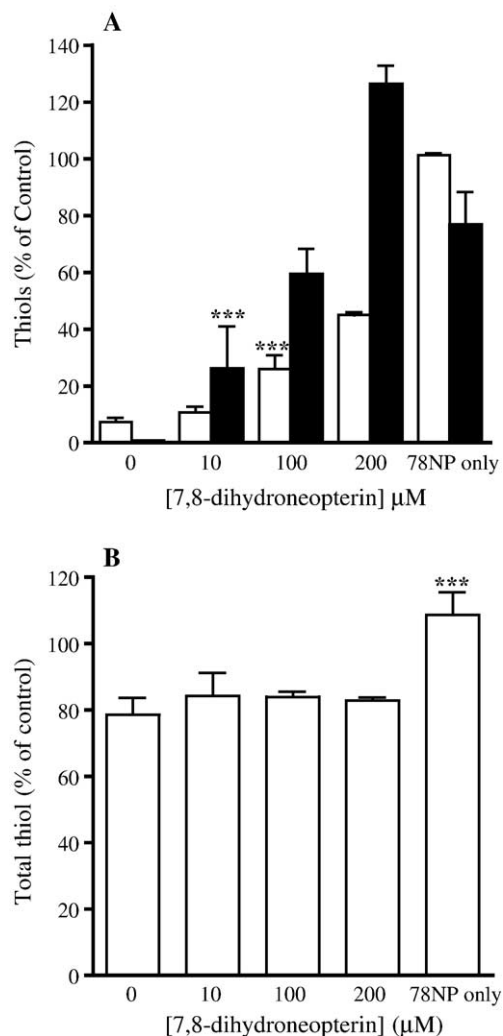 A
Thiols (% of Control)
140
120
100
80
60
40
20
0
***
***
0 10 100 200 78NP only
[7,8-dihydroneopterin] μM
B
Total thiol (% of control)
120
100
80
60
40
20
0
***
0 10 100 200 78NP only
[7,8-dihydroneopterin] (μM)